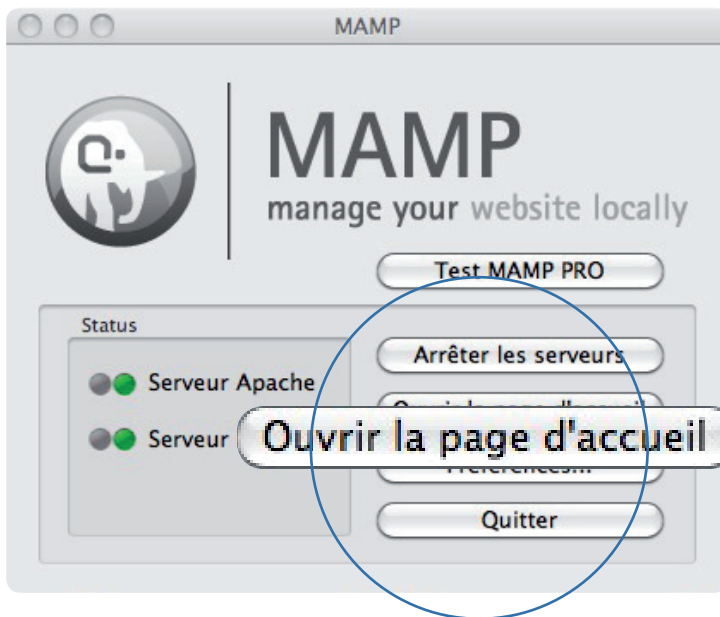 MAMP
MAMP
manage your website locally
Test MAMP PRO
Status
Arrêter les serveurs
Serveur Apache
Serveur
Ouvrir la page d'accueil
Préférences...
Quitter